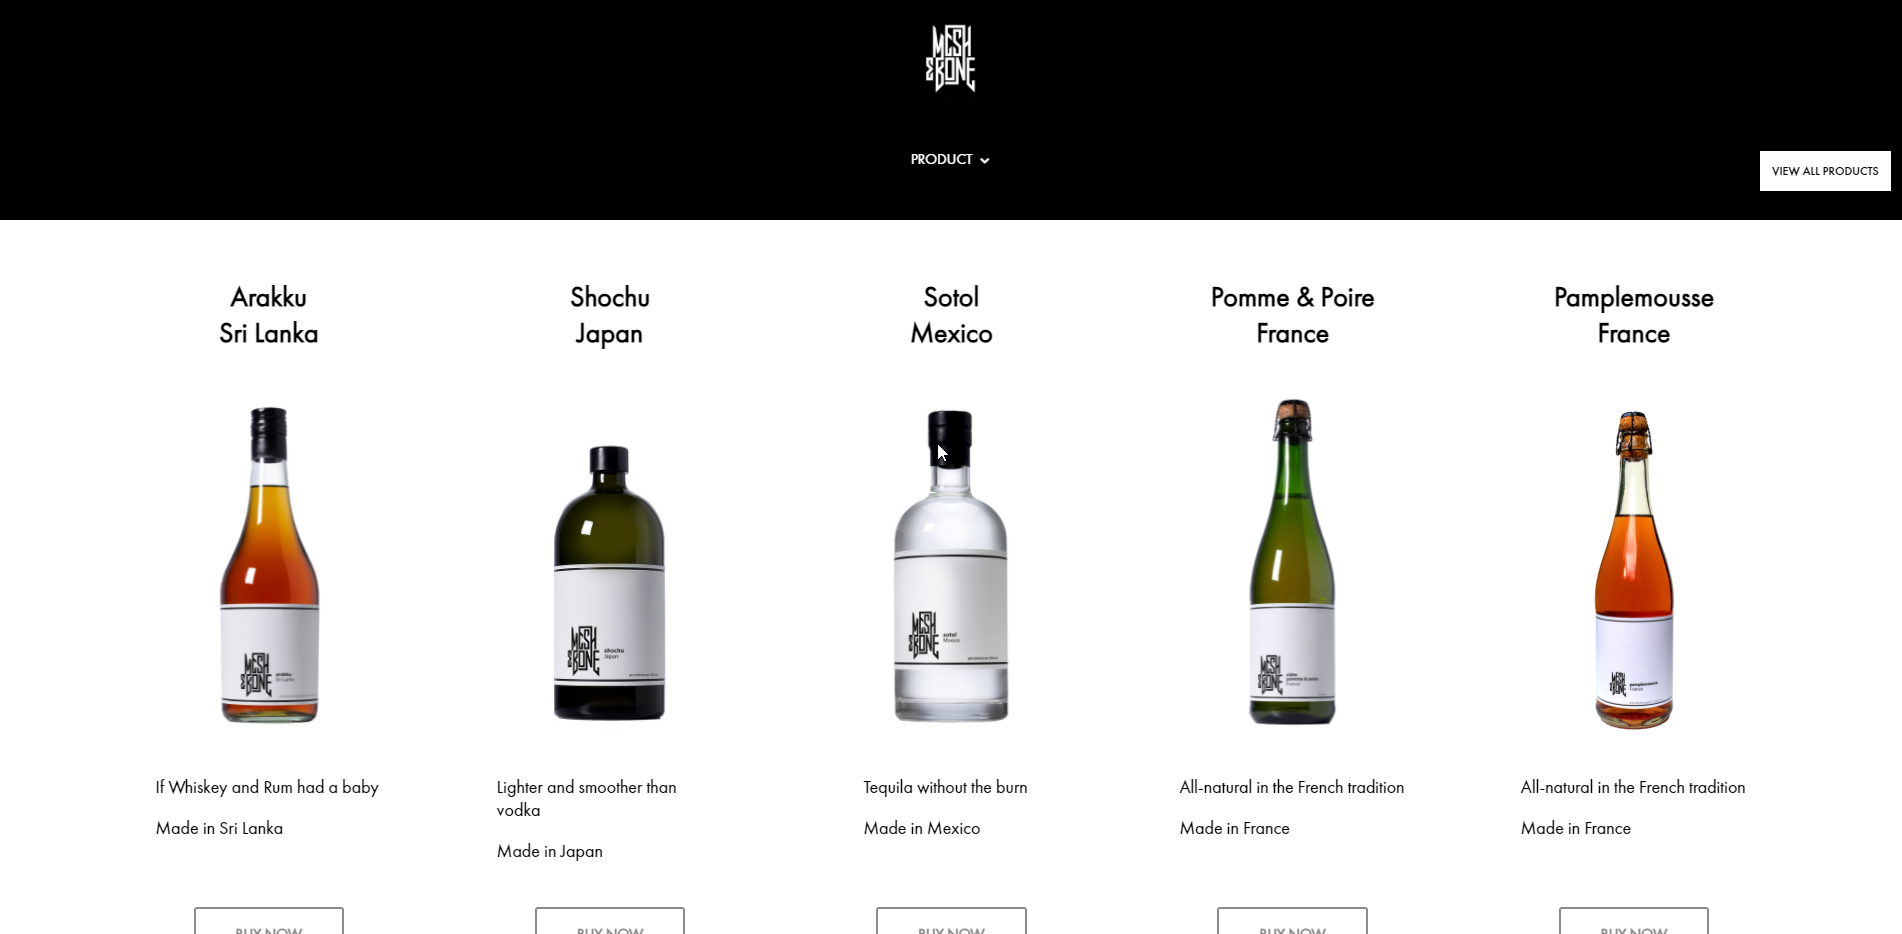 MESH
&BONE
PRODUCT
VIEW ALL PRODUCTS
Arakku
Sri Lanka
Shochu
Japan
Sotol
Mexico
Pomme & Poire
France
Pamplemousse
France
MESH
&BONE
arakku
Sri Lanka
MESH
&BONE
shochu
Japan
MESH
&BONE
sotol
Mexico
MESH
&BONE
pomme & poire
France
MESH
&BONE
pamplemousse
France
If Whiskey and Rum had a baby
Made in Sri Lanka
Lighter and smoother than
vodka
Made in Japan
Tequila without the burn
Made in Mexico
All-natural in the French tradition
Made in France
All-natural in the French tradition
Made in France
BUY NOW
BUY NOW
BUY NOW
BUY NOW
BUY NOW